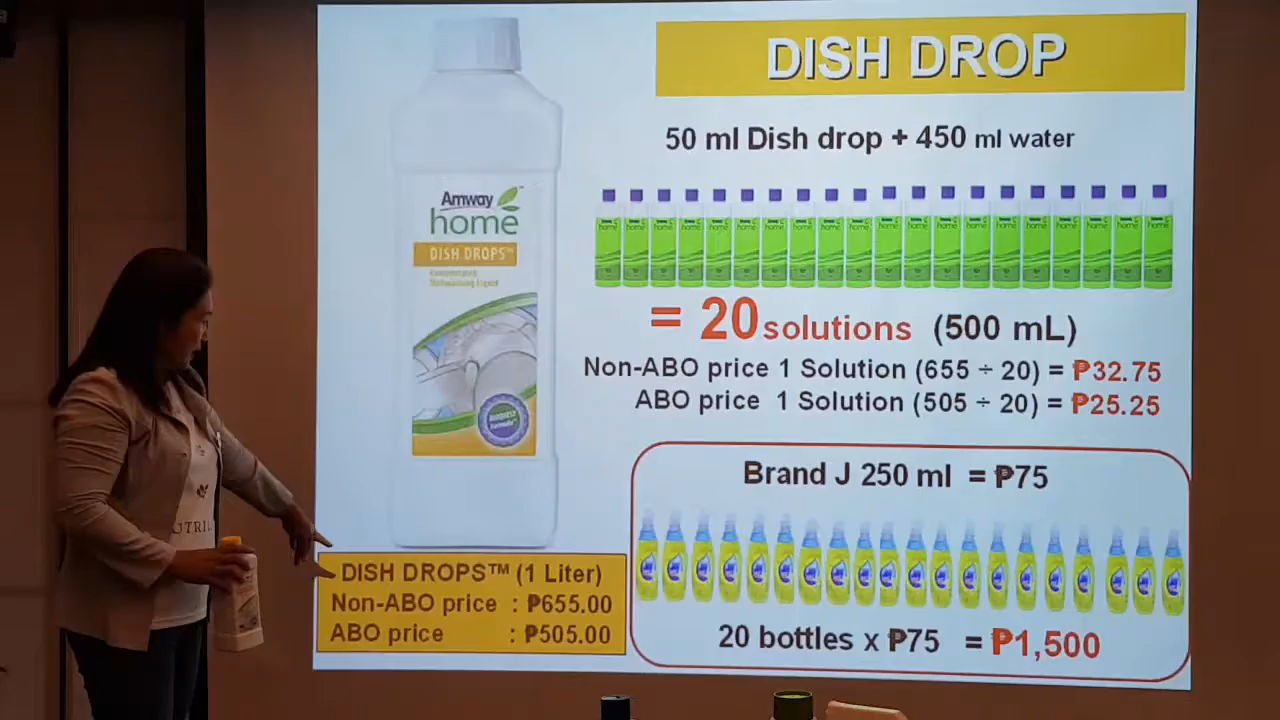 DISH DROP
50 ml Dish drop + 450 ml water
Amway
home
DISH DROPS™
= 20 solutions (500 mL)
Non-ABO price 1 Solution (655 ÷ 20) = ₱32.75
ABO price 1 Solution (505 ÷ 20) = ₱25.25
Brand J 250 ml = ₱75
20 bottles x ₱75 = ₱1,500
DISH DROPS™ (1 Liter)
Non-ABO price : ₱655.00
ABO price : ₱505.00